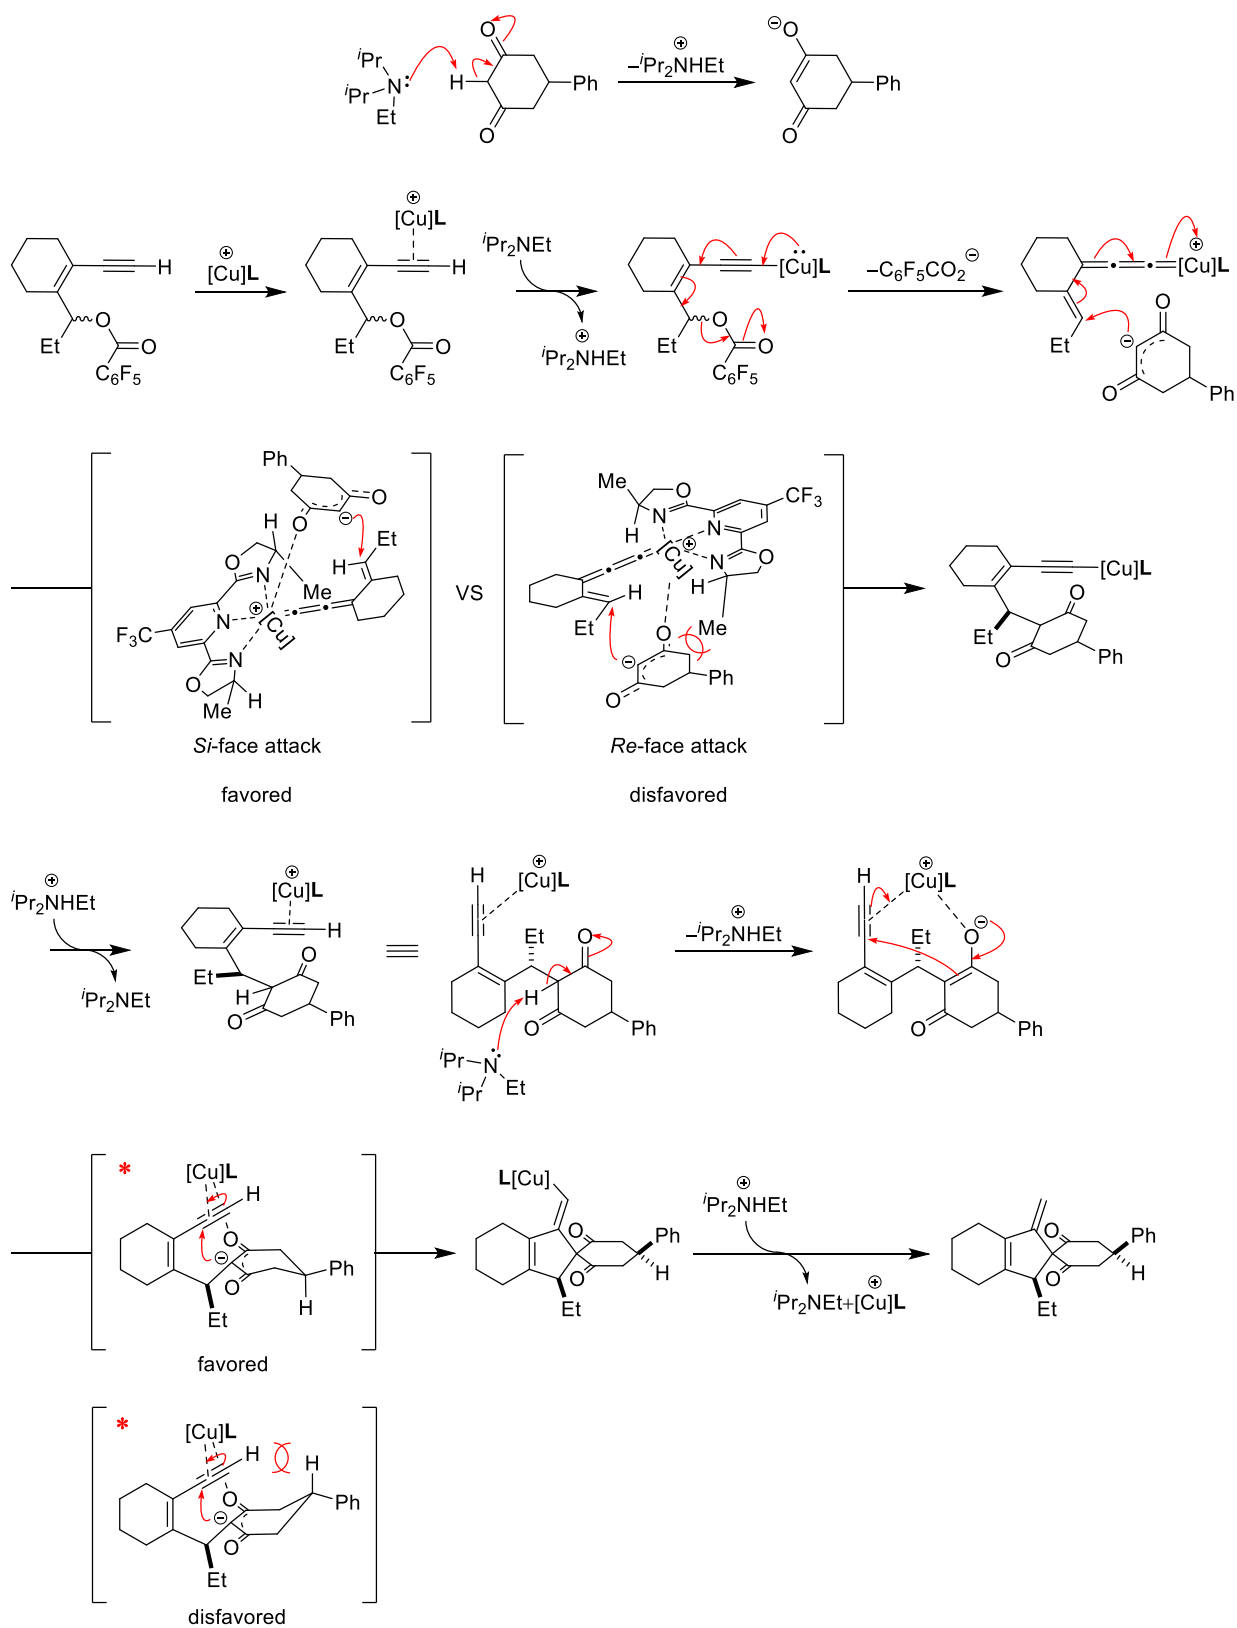 O
iPr
iPr
N
Et
H
Ph
O
–iPr2N⊕HEt
⊖O
Ph
O
H
Et
O
O
C6F5
⊕
[Cu]L
⊕
[Cu]L
H
Et
O
O
C6F5
iPr2NEt
⊕
iPr2NHEt
[Cu]L
Et
O
O
C6F5
–C6F5CO2⊖
⊕
[Cu]L
Et
O
⊖
O
Ph
Ph
O
O
⊖
H
O
N
Et
H
Me
F3C
N
⊕
[Cu]
N
O
H
Me
Si-face attack
favored
VS
Me
O
N
H
CF3
N
⊕
[Cu]
N
O
H
H
Et
Me
O
⊖
Ph
O
Re-face attack
disfavored
[Cu]L
O
Et
O
Ph
⊕
iPr2NHEt
iPr2NEt
⊕
[Cu]L
H
Et
O
H
O
Ph
H
⊕
[Cu]L
Et
O
H
O
Ph
iPr
N
iPr
Et
⊕
–iPr2NHEt
H
⊕
[Cu]L
⊖
O
Et
O
Ph
*
[Cu]L
H
O
⊖
O
Ph
H
Et
favored
L[Cu]
O
Ph
O
H
Et
⊕
iPr2NHEt
⊕
iPr2NEt+[Cu]L
O
Ph
O
H
Et
*
[Cu]L
H
H
O
Ph
⊖
O
Et
disfavored